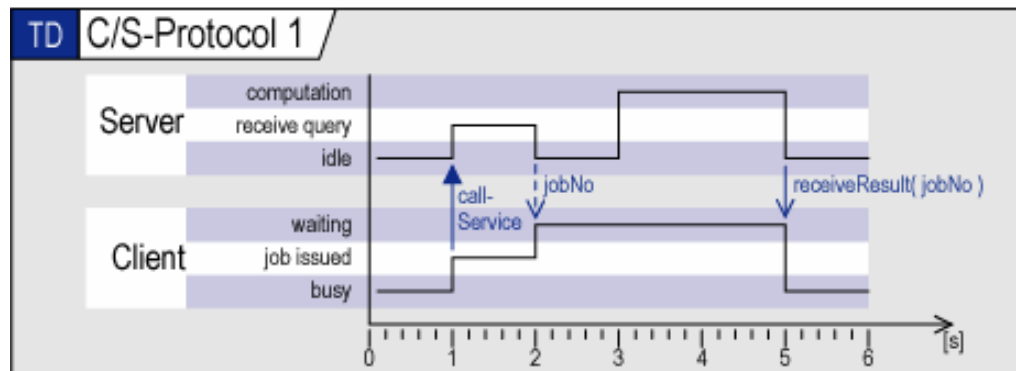 TD C/S-Protocol 1
Server
computation
receive query
idle
call-
Service
jobNo
receiveResult( jobNo )
Client
waiting
job issued
busy
0 1 2 3 4 5 6 [s]